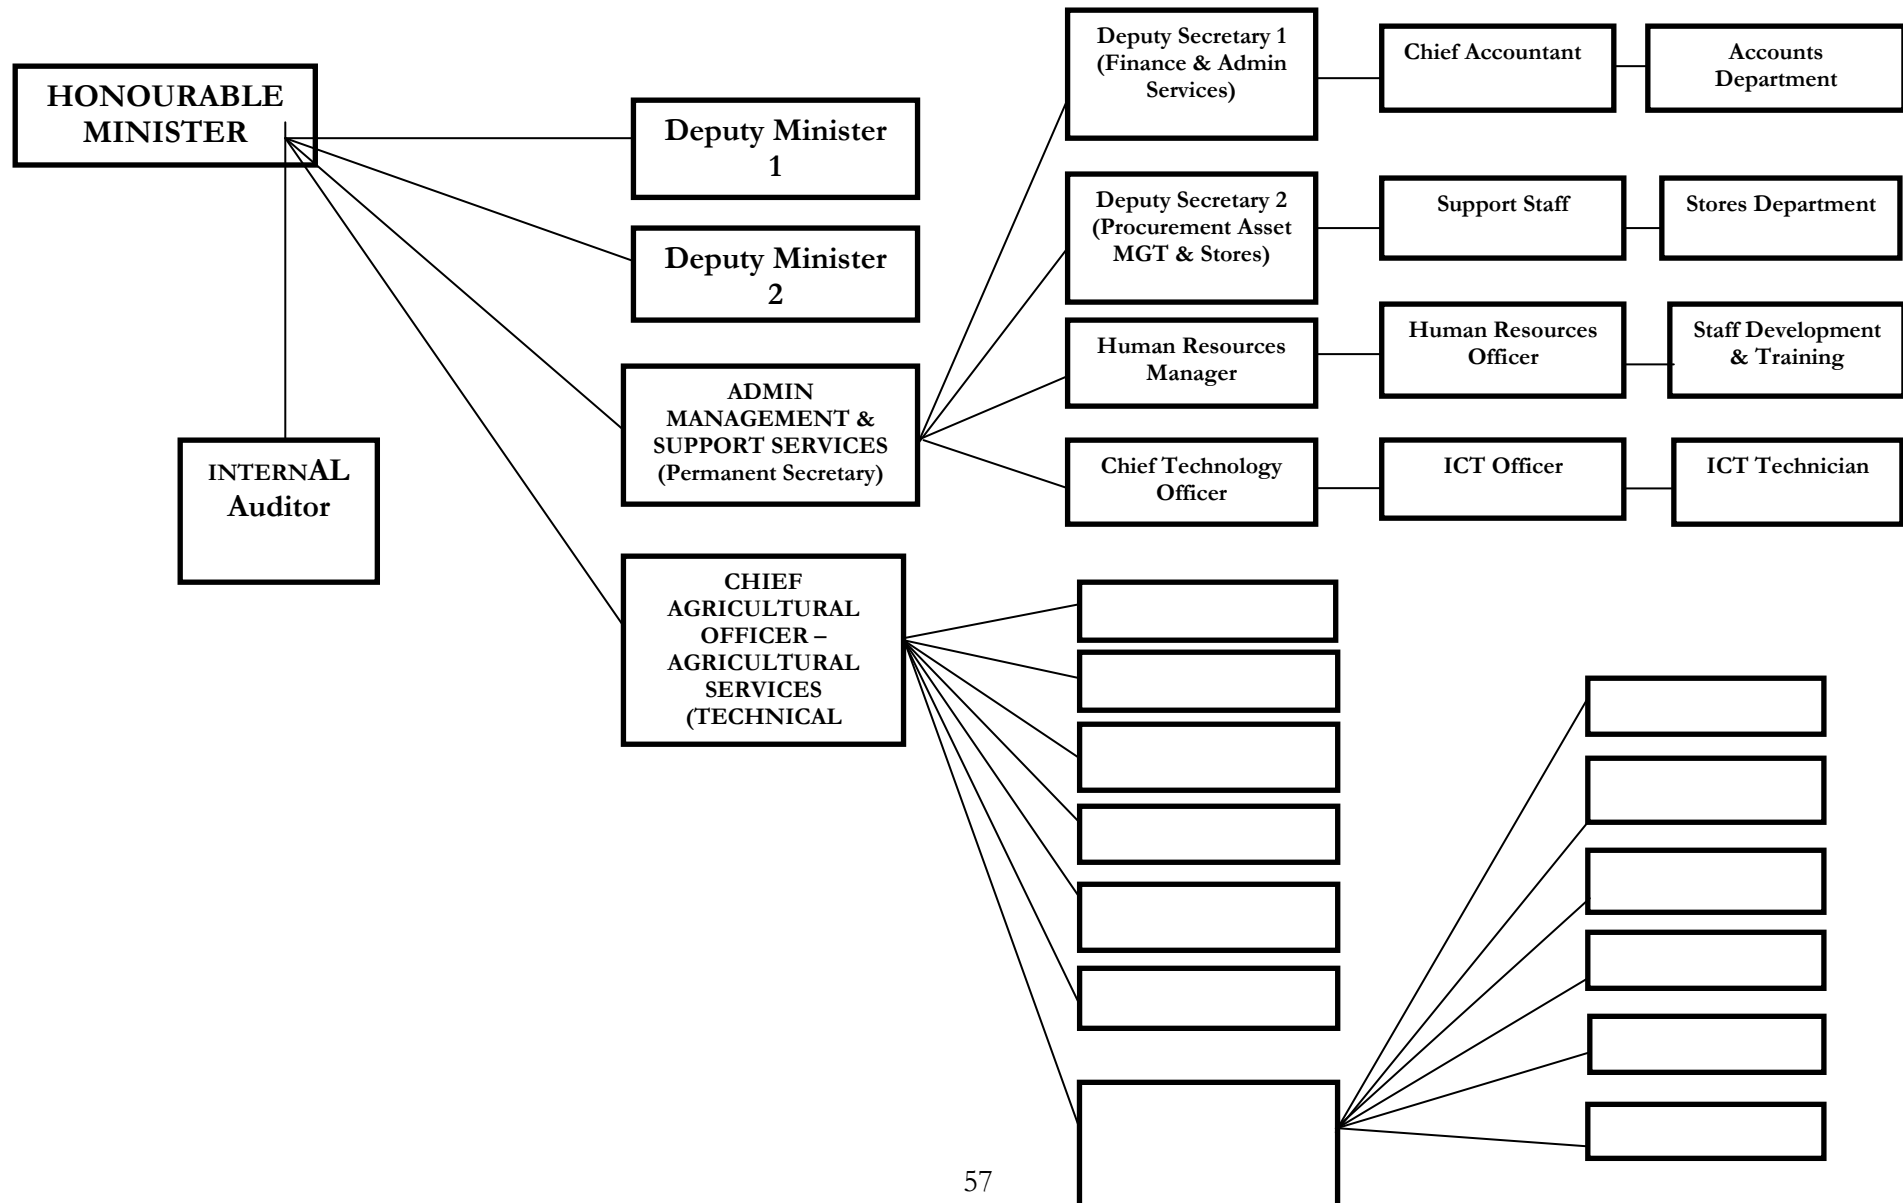 HONOURABLE
MINISTER
Deputy Minister
1
Deputy Minister
2
ADMIN
MANAGEMENT &
SUPPORT SERVICES
(Permanent Secretary)
INTERNAL
Auditor
CHIEF
AGRICULTURAL
OFFICER –
AGRICULTURAL
SERVICES
(TECHNICAL
Deputy Secretary 1
(Finance & Admin
Services)
Chief Accountant
Accounts
Department
Deputy Secretary 2
(Procurement Asset
MGT & Stores)
Support Staff
Stores Department
Human Resources
Manager
Human Resources
Officer
Staff Development
& Training
Chief Technology
Officer
ICT Officer
ICT Technician
57